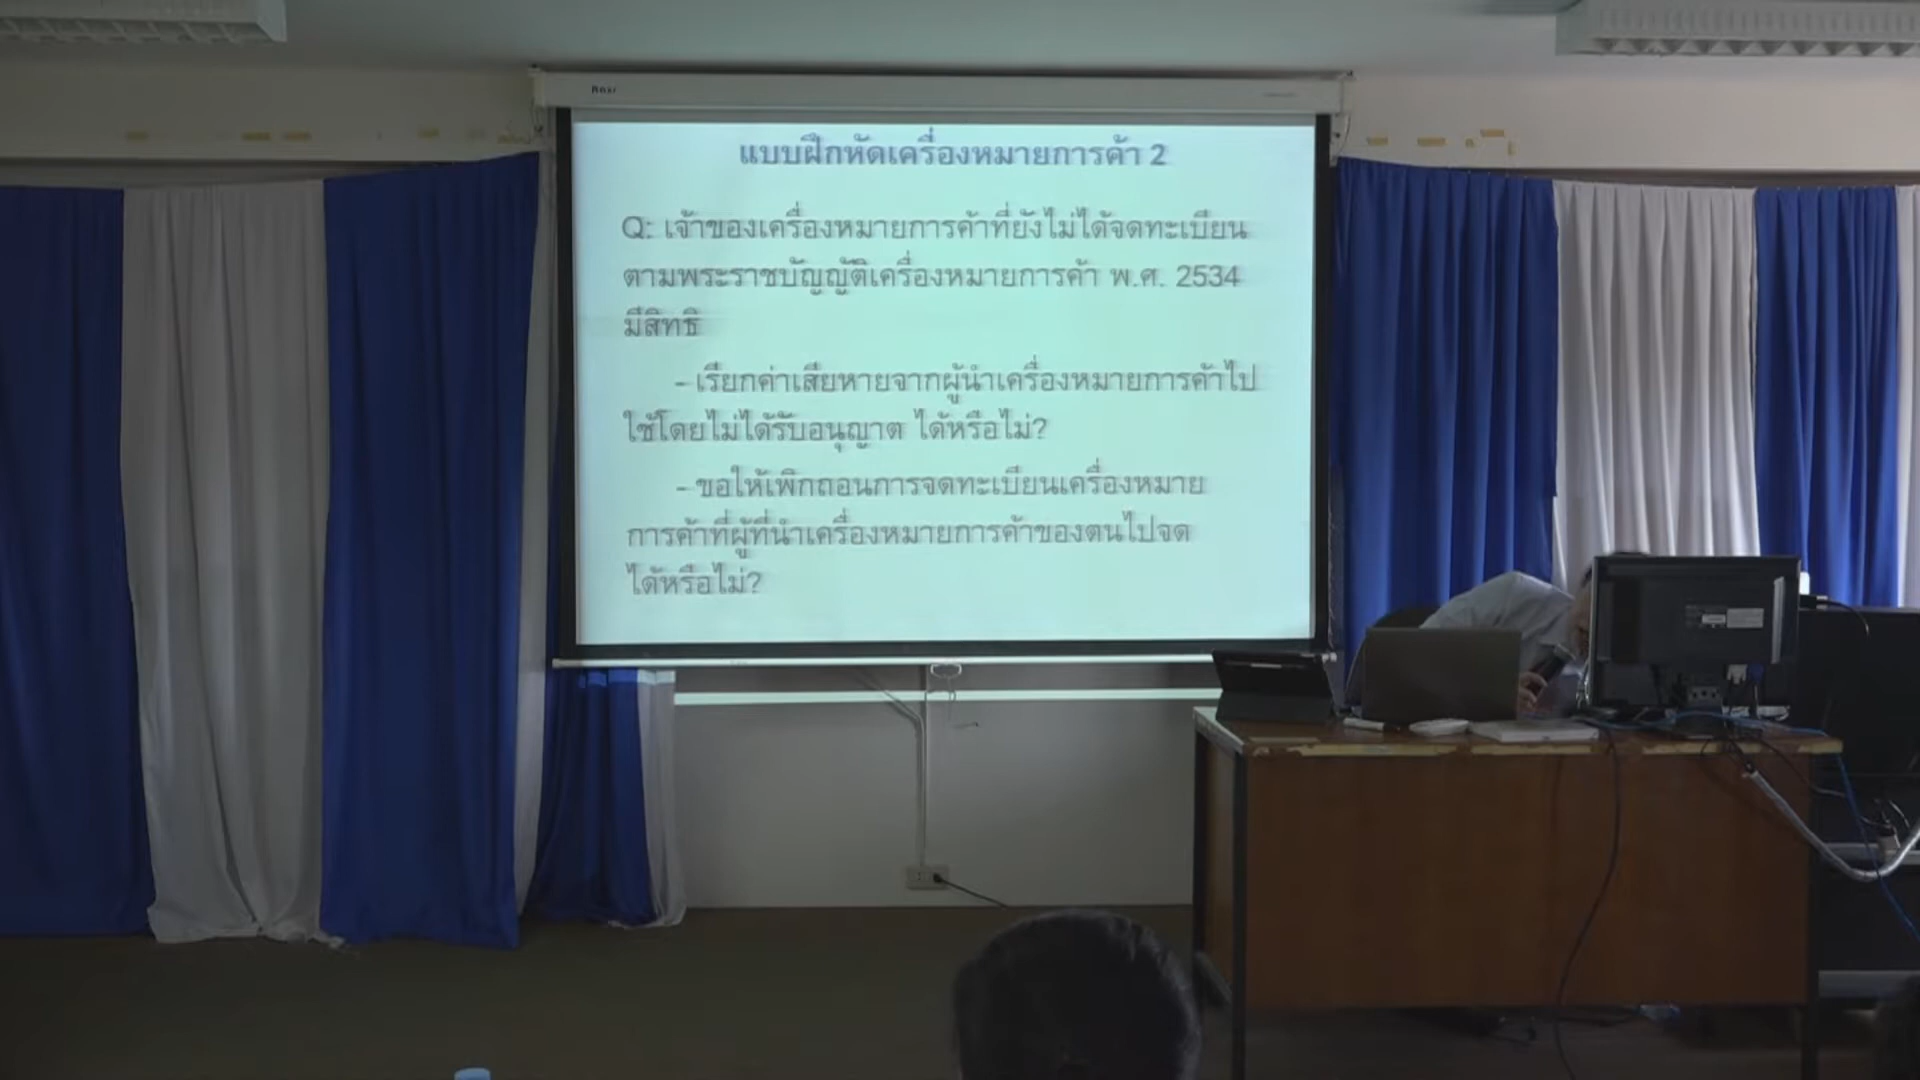 แบบฝึกหัดเครื่องหมายการค้า 2
Q: เจ้าของเครื่องหมายการค้าที่ยังไม่ได้จดทะเบียน
ตามพระราชบัญญัติเครื่องหมายการค้า พ.ศ. 2534
มีสิทธิ
- เรียกค่าเสียหายจากผู้นำเครื่องหมายการค้าไป
ใช้โดยไม่ได้รับอนุญาต ได้หรือไม่?
- ขอให้เพิกถอนการจดทะเบียนเครื่องหมาย
การค้าที่ผู้ที่นำเครื่องหมายการค้าของตนไปจด
ได้หรือไม่?